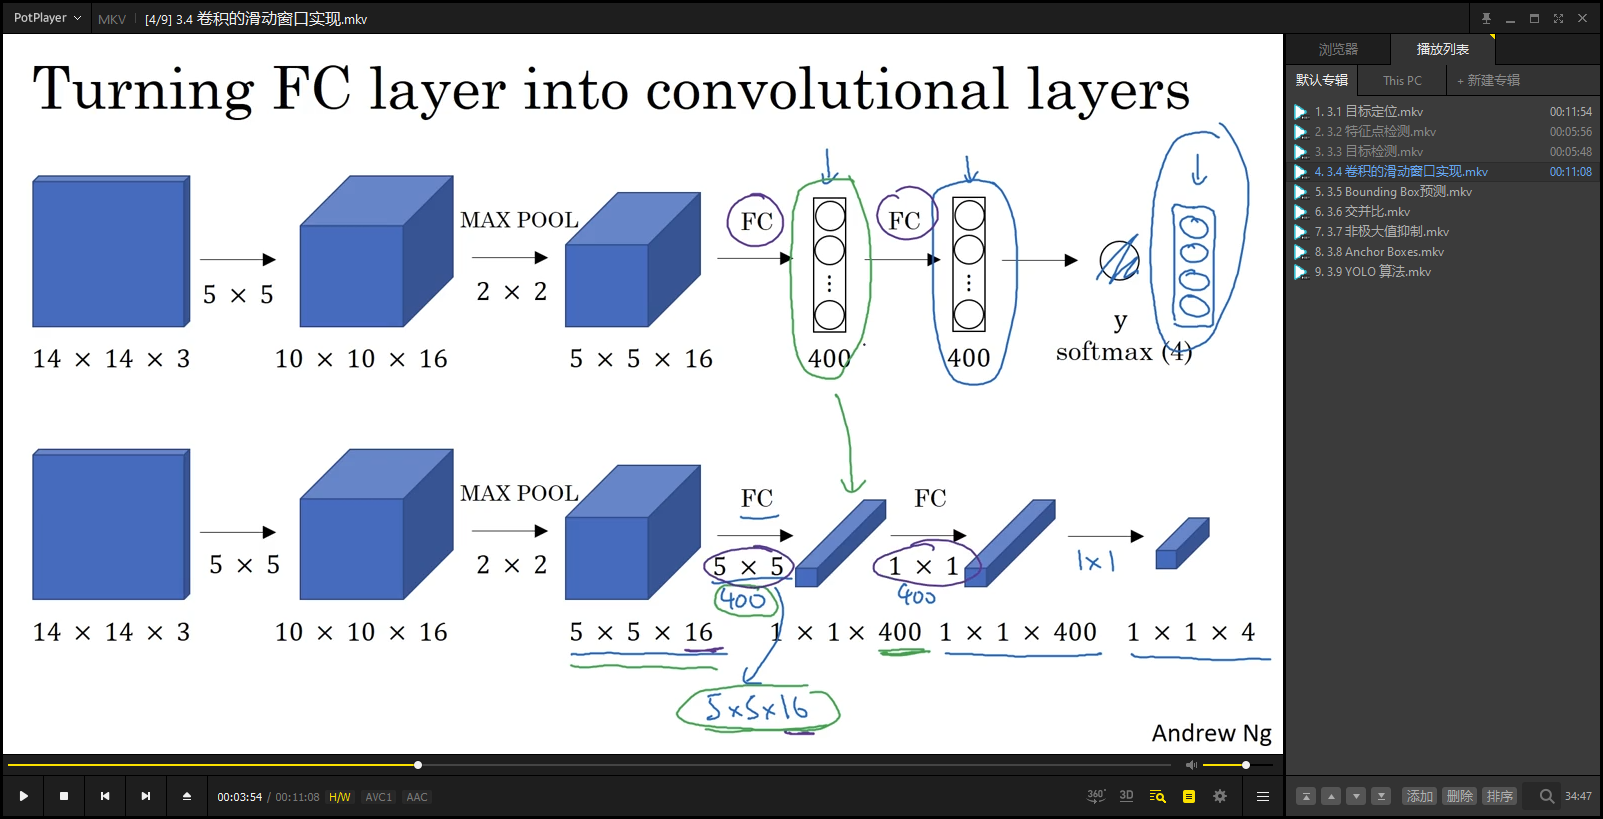 PotPlayer MKV [4/9] 3.4 卷积的滑动窗口实现.mkv
Turning FC layer into convolutional layers
MAX POOL FC FC
5 × 5 2 × 2
y
14 × 14 × 3 10 × 10 × 16 5 × 5 × 16 400 400 softmax (4)
MAX POOL FC FC
5 × 5 2 × 2 5 × 5 1 × 1 1×1
400 400
14 × 14 × 3 10 × 10 × 16 5 × 5 × 16 1 × 1 × 400 1 × 1 × 400 1 × 1 × 4
5×5×16
Andrew Ng
00:03:54 / 00:11:08 H/W AVC1 AAC
360° 3D
浏览器 播放列表
默认专辑 This PC + 新建专辑
1. 3.1 目标定位.mkv 00:11:54
2. 3.2 特征点检测.mkv 00:05:56
3. 3.3 目标检测.mkv 00:05:48
4. 3.4 卷积的滑动窗口实现.mkv 00:11:08
5. 3.5 Bounding Box预测.mkv
6. 3.6 交并比.mkv
7. 3.7 非极大值抑制.mkv
8. 3.8 Anchor Boxes.mkv
9. 3.9 YOLO 算法.mkv
添加 删除 排序 34:47